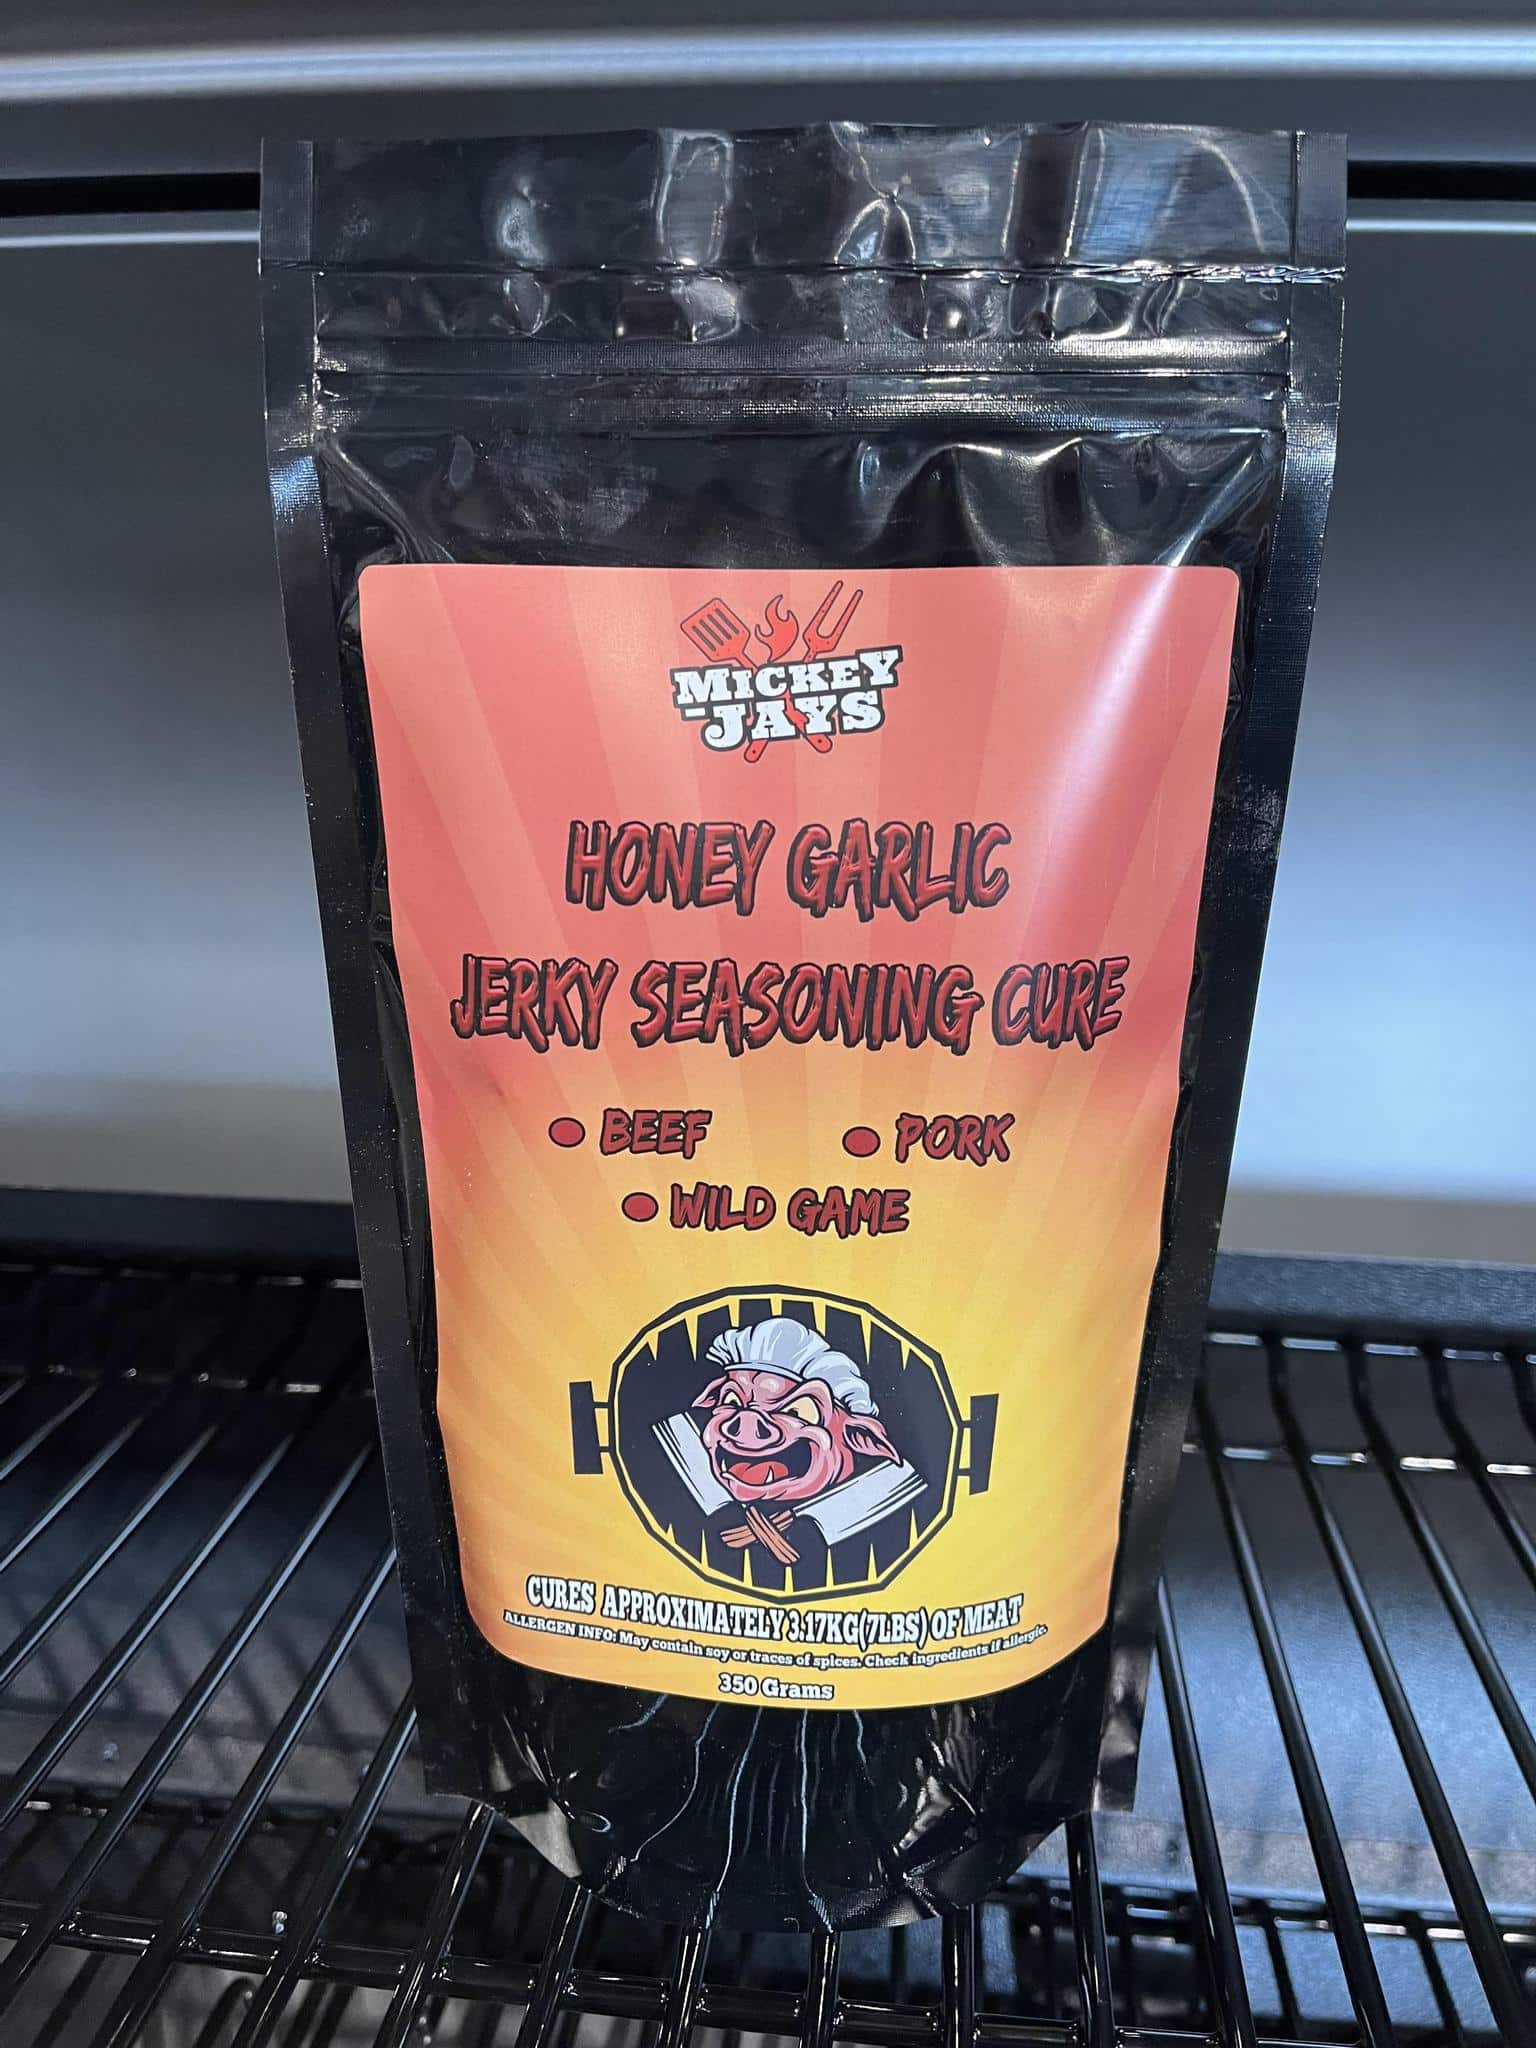 MICKEY
-JAYS
HONEY GARLIC
JERKY SEASONING CURE
• BEEF • PORK
• WILD GAME
CURES APPROXIMATELY 3.17KG(7LBS) OF MEAT
ALLERGEN INFO: May contain soy or traces of spices. Check ingredients if allergic.
350 Grams